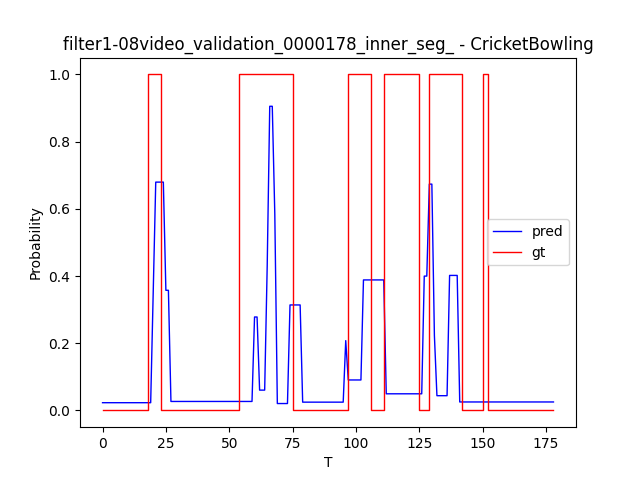 filter1-08video_validation_0000178_inner_seg_ - CricketBowling
1.0
0.8
0.6
0.4
0.2
0.0
Probability
pred
gt
0 25 50 75 100 125 150 175
T